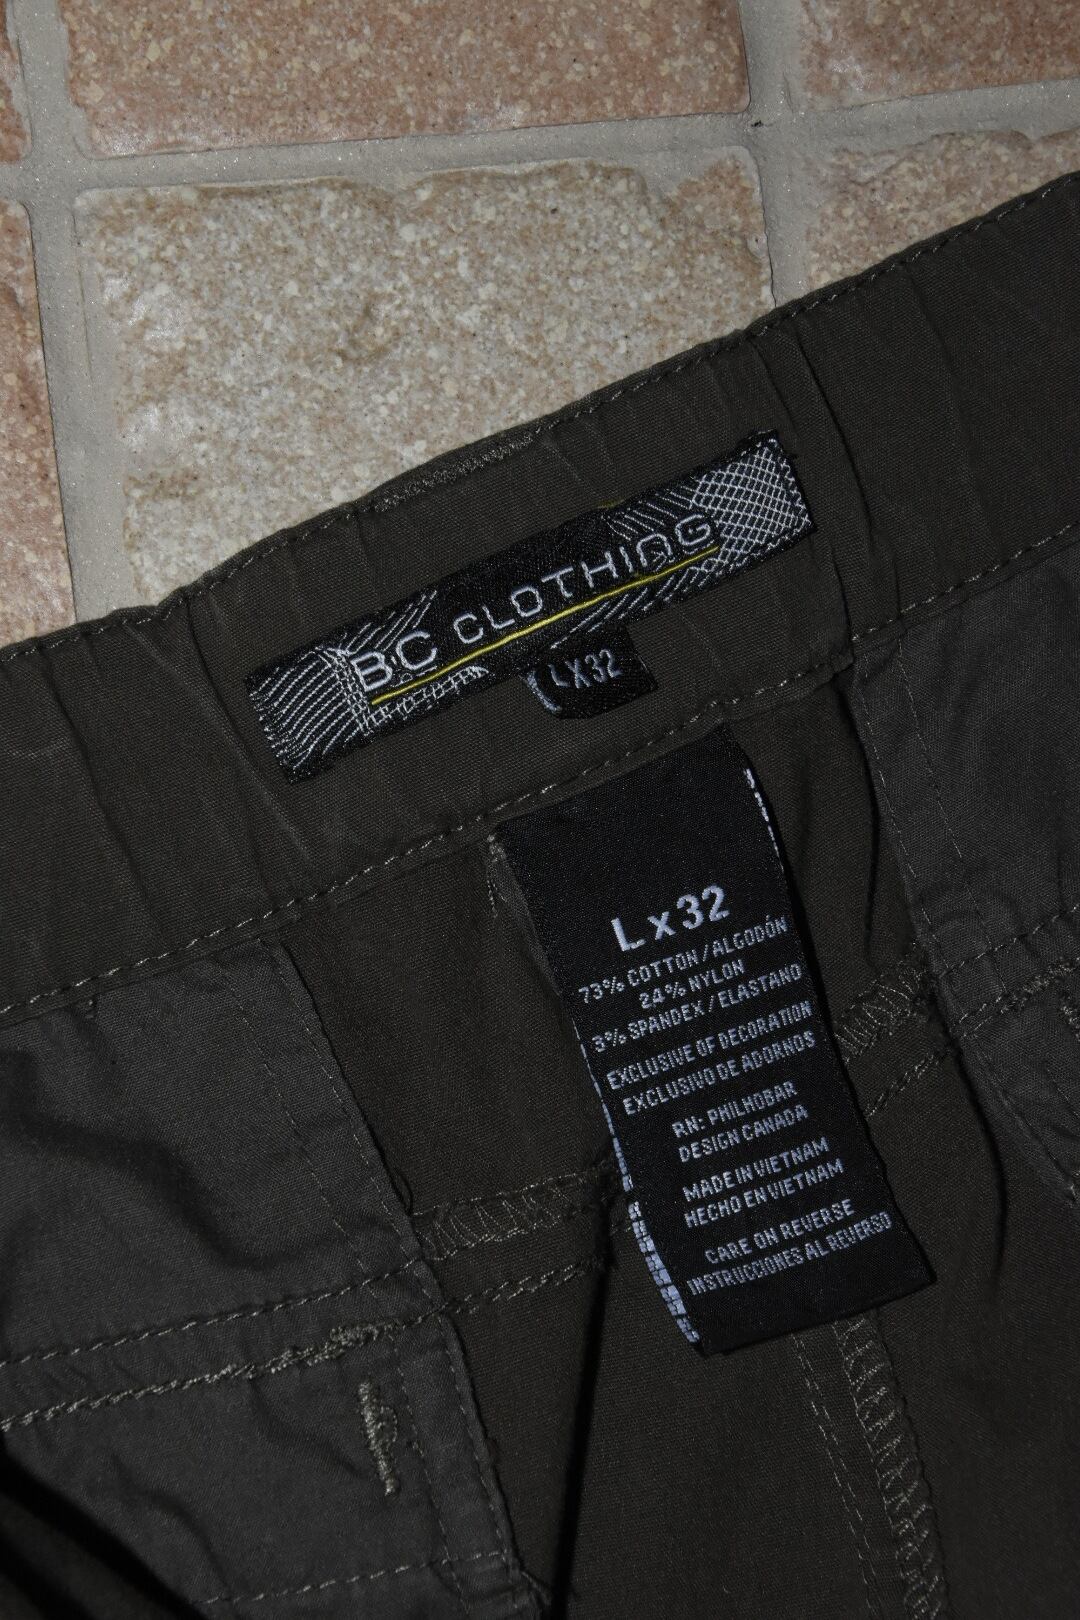 B·C CLOTHING
L X 32
L x 32
73% COTTON / ALGODÓN
24% NYLON
3% SPANDEX / ELASTANO
EXCLUSIVE OF DECORATION
EXCLUSIVO DE ADORNOS
RN: PHILHOBAR
DESIGN CANADA
MADE IN VIETNAM
HECHO EN VIETNAM
CARE ON REVERSE
INSTRUCCIONES AL REVERSO